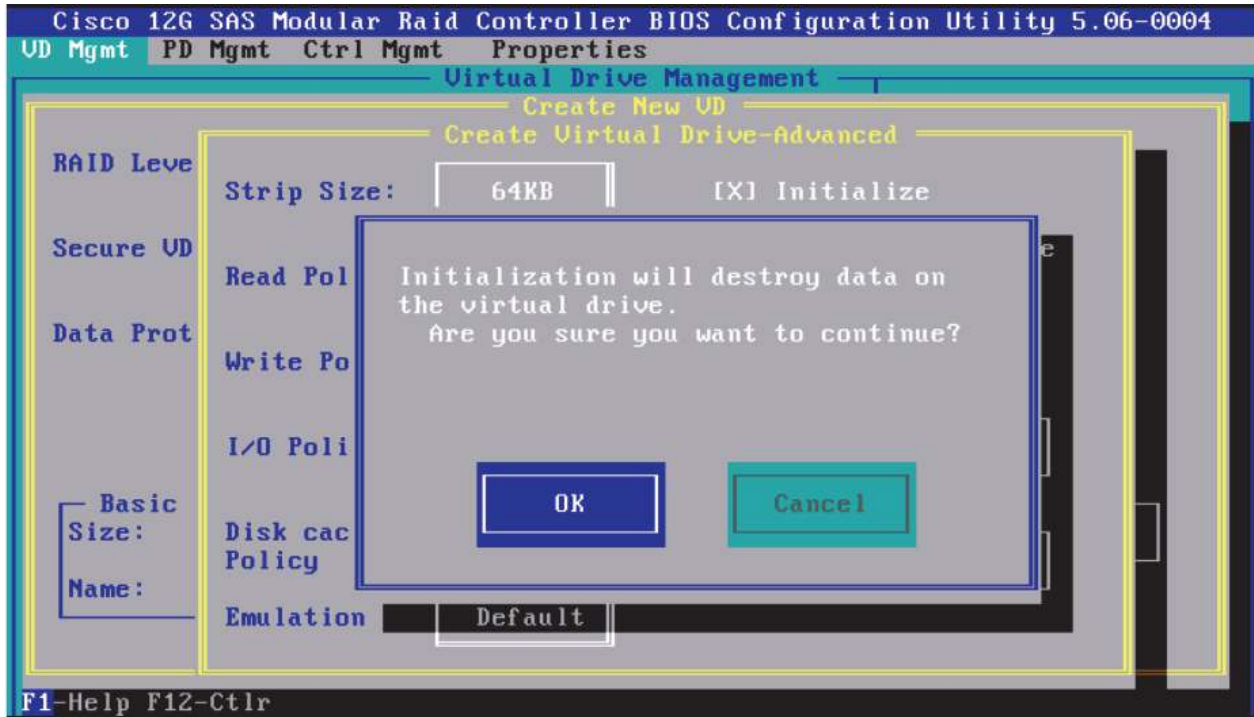 Cisco 12G SAS Modular Raid Controller BIOS Configuration Utility 5.06-0004
VD Mgmt PD Mgmt Ctrl Mgmt Properties
Virtual Drive Management
Create New VD
Create Virtual Drive-Advanced
RAID Leve
Strip Size: 64KB [X] Initialize
Secure VD
Read Pol
Initialization will destroy data on
the virtual drive.
Are you sure you want to continue?
Data Prot
Write Po
I/O Poli
OK Cancel
Basic
Size:
Disk cac
Policy
Name:
Emulation Default
F1-Help F12-Ctlr